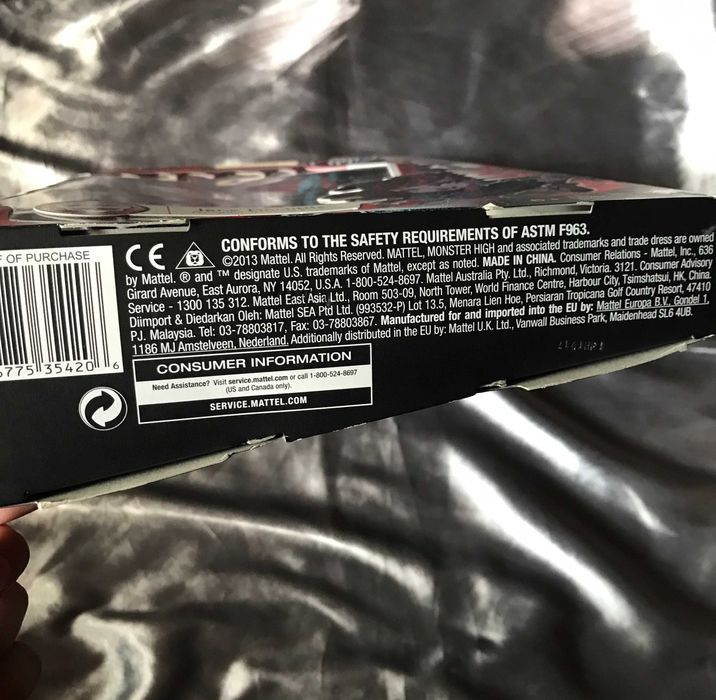 OF PURCHASE
CE
CONFORMS TO THE SAFETY REQUIREMENTS OF ASTM F963.
©2013 Mattel. All Rights Reserved. MATTEL, MONSTER HIGH and associated trademarks and trade dress are owned
by Mattel. ® and ™ designate U.S. trademarks of Mattel, except as noted. MADE IN CHINA. Consumer Relations - Mattel, Inc., 636
Girard Avenue, East Aurora, NY 14052, U.S.A. 1-800-524-8697. Mattel Australia Pty. Ltd., Richmond, Victoria. 3121. Consumer Advisory
Service - 1300 135 312. Mattel East Asia Ltd., Room 503-09, North Tower, World Finance Centre, Harbour City, Tsimshatsui, HK, China.
Diimport & Diedarkan Oleh: Mattel SEA Ptd Ltd. (993532-P) Lot 13.5, Menara Lien Hoe, Persiaran Tropicana Golf Country Resort, 47410
P.J. Malaysia. Tel: 03-78803817, Fax: 03-78803867. Manufactured for and imported into the EU by: Mattel Europa B.V., Gondel 1,
1186 MJ Amstelveen, Nederland. Additionally distributed in the EU by: Mattel U.K. Ltd., Vanwall Business Park, Maidenhead SL6 4UB.
6775 35420 6
CONSUMER INFORMATION
Need Assistance? Visit service.mattel.com or call 1-800-524-8697
(US and Canada only).
SERVICE.MATTEL.COM